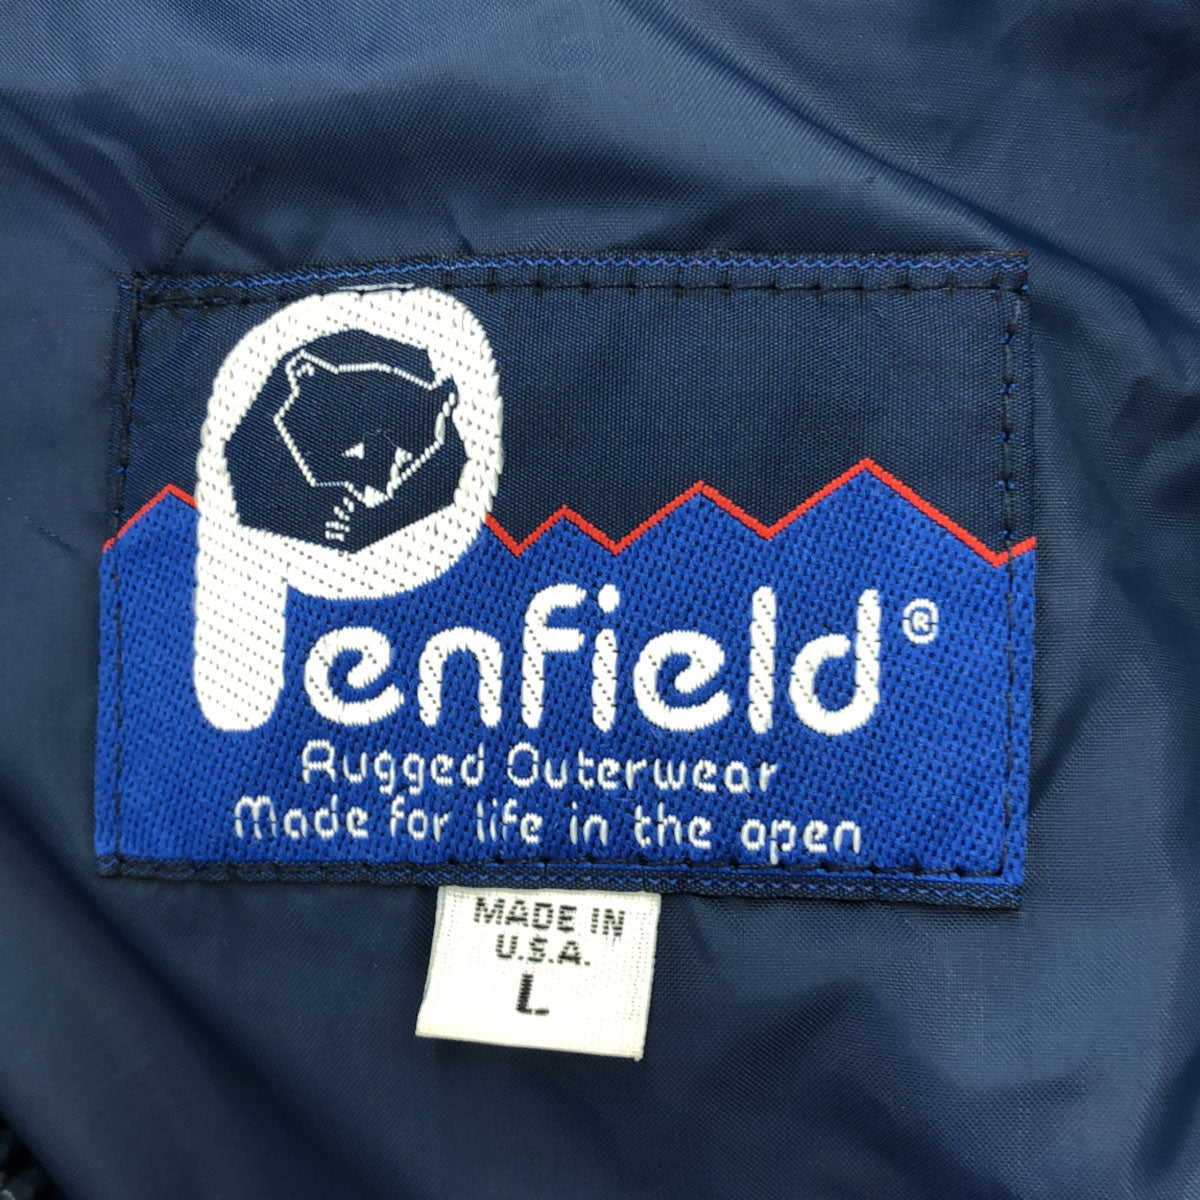 Penfield®
Rugged Outerwear
Made for life in the open
MADE IN
U.S.A.
L